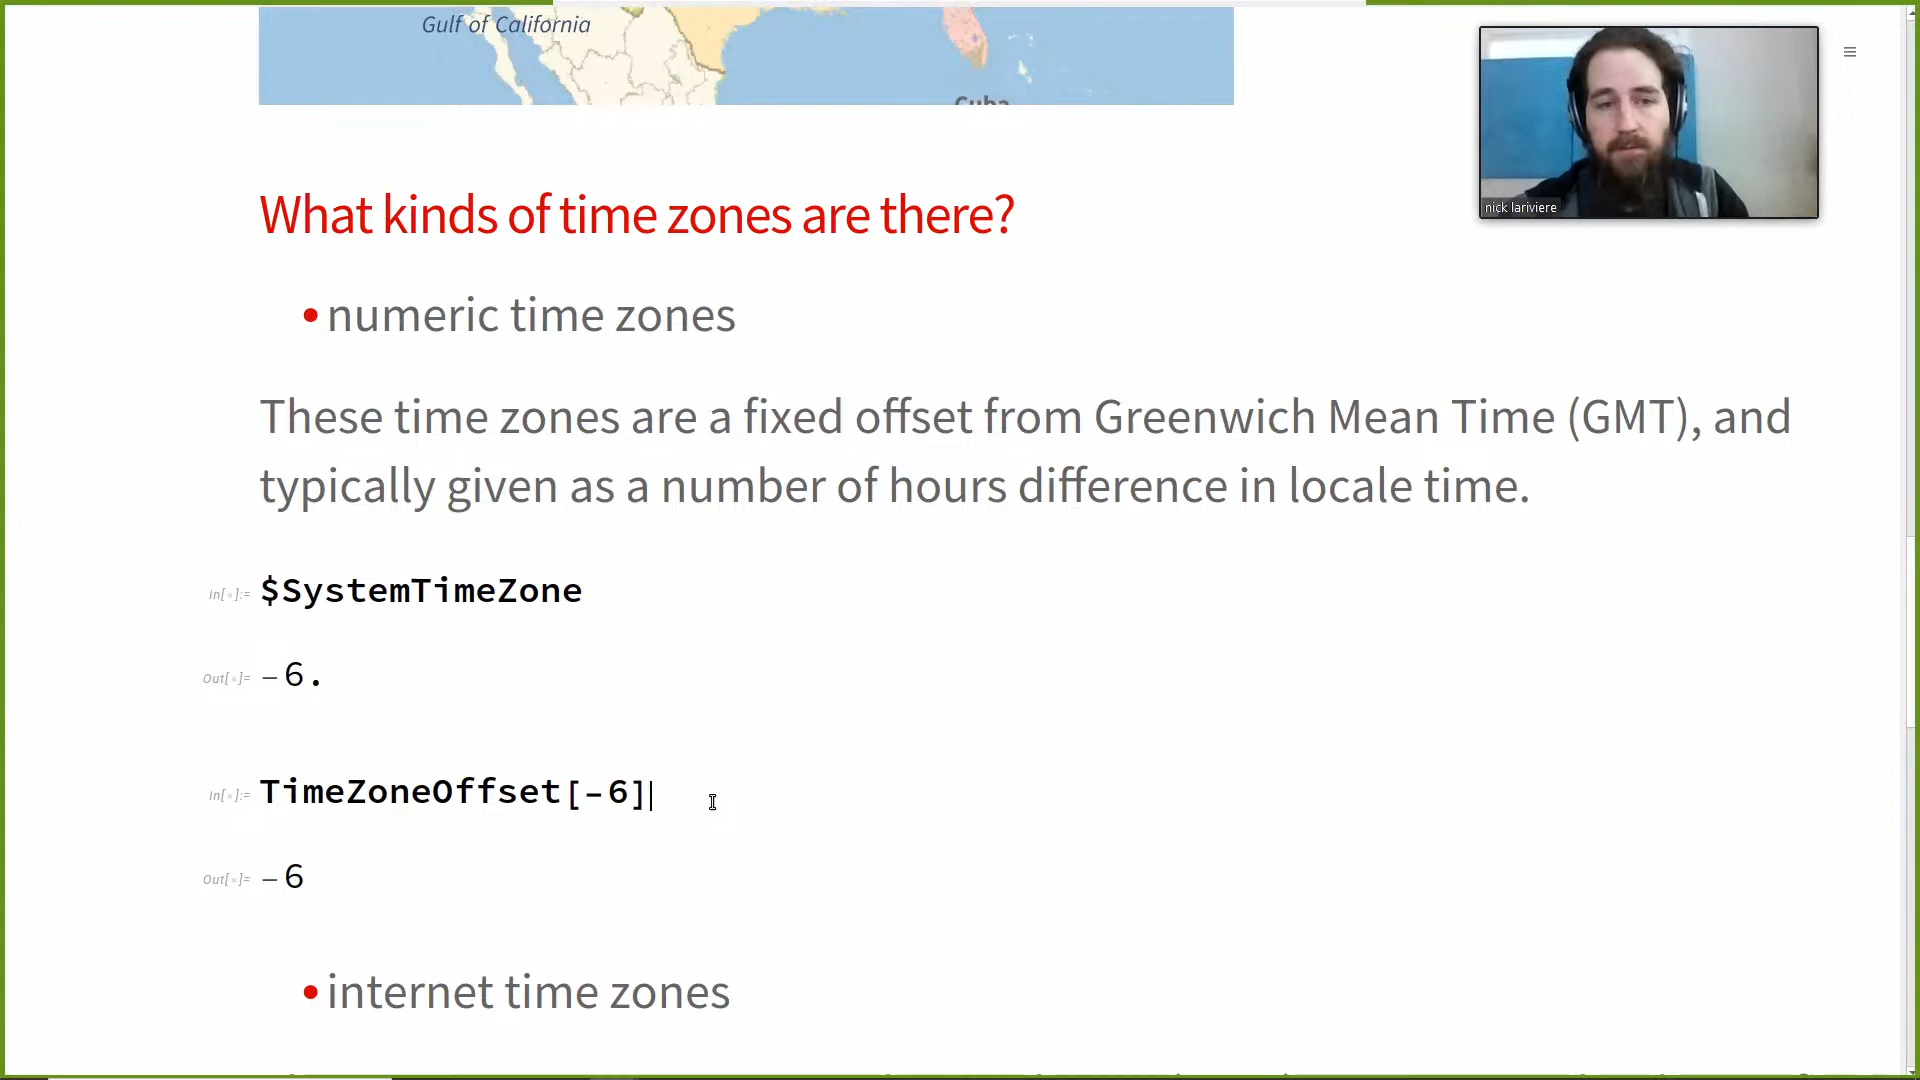 Gulf of California
Cuba
nick lariviere
What kinds of time zones are there?
• numeric time zones
These time zones are a fixed offset from Greenwich Mean Time (GMT), and
typically given as a number of hours difference in locale time.
In[•]:= $SystemTimeZone
Out[•]= -6.
In[•]:= TimeZoneOffset[-6]
Out[•]= -6
• internet time zones